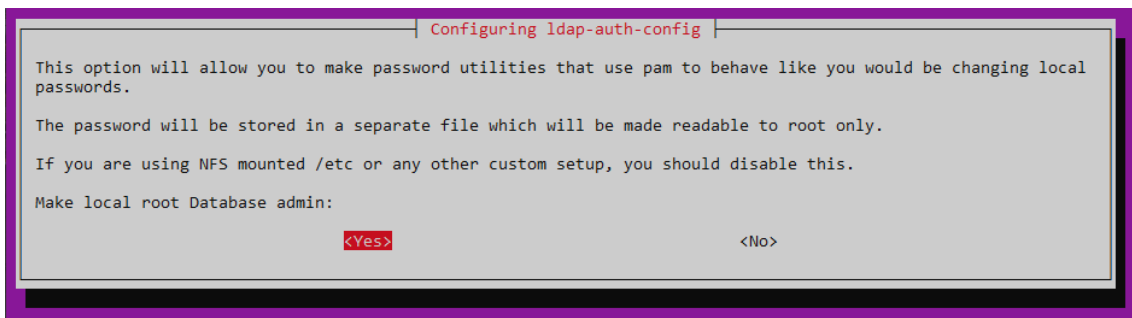 Configuring ldap-auth-config
This option will allow you to make password utilities that use pam to behave like you would be changing local
passwords.
The password will be stored in a separate file which will be made readable to root only.
If you are using NFS mounted /etc or any other custom setup, you should disable this.
Make local root Database admin:
<Yes> <No>